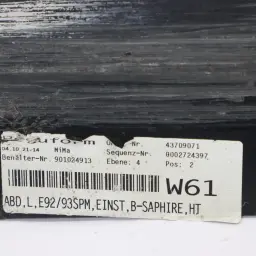 43709071
04.10 21:14 MiMa Sequenz-Nr. 0002724397
Behälter-Nr. 901024913 Ebene: 4 Pos: 2
W61
ABD,L,E92/93SPM,EINST,B-SAPHIRE,HT